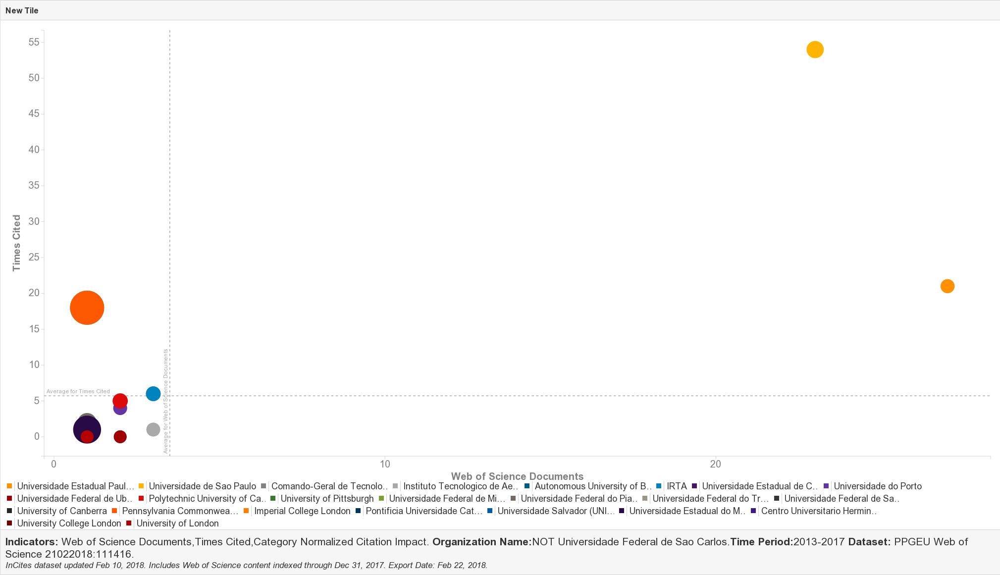 New Tile
55
50
45
40
35
30
25
20
15
10
5
0
Times Cited
Average for Times Cited
Average for Web of Science Documents
0 10 20
Web of Science Documents
Universidade Estadual Paul... Universidade de Sao Paulo Comando-Geral de Tecnolo.. Instituto Tecnologico de Ae.. Autonomous University of B.. IRTA Universidade Estadual de C.. Universidade do Porto
Universidade Federal de Ub.. Polytechnic University of Ca.. University of Pittsburgh Universidade Federal de Mi... Universidade Federal do Pia.. Universidade Federal do Tr... Universidade Federal de Sa..
University of Canberra Pennsylvania Commonwea... Imperial College London Pontificia Universidade Cat... Universidade Salvador (UNI... Universidade Estadual do M.. Centro Universitario Hermin..
University College London University of London
Indicators: Web of Science Documents,Times Cited,Category Normalized Citation Impact. Organization Name:NOT Universidade Federal de Sao Carlos.Time Period:2013-2017 Dataset: PPGEU Web of
Science 21022018:111416.
InCites dataset updated Feb 10, 2018. Includes Web of Science content indexed through Dec 31, 2017. Export Date: Feb 22, 2018.